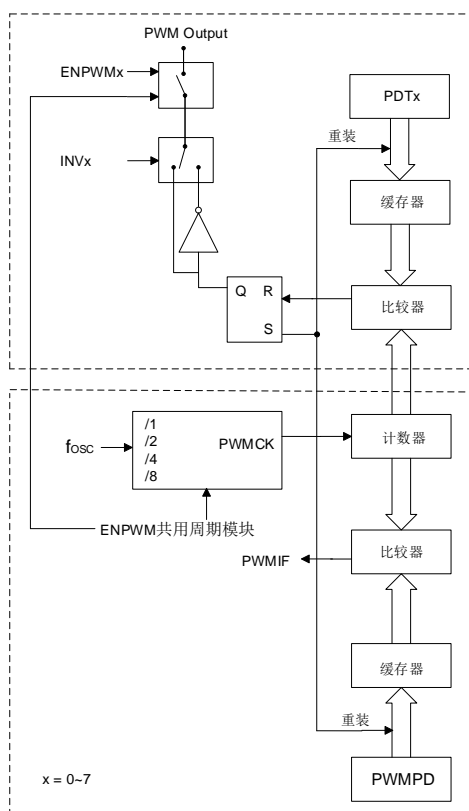 PWM Output
ENPWMx
PDTx
重装
INVx
缓存器
Q R
比较器
S
/1
/2
/4
/8
fosc
PWMCK
计数器
ENPWM共用周期模块
PWMIF
比较器
缓存器
重装
x = 0~7
PWMPD